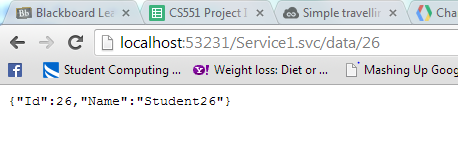 Blackboard Lea
CS551 Project I
Simple travellin
Cha
localhost:53231/Service1.svc/data/26
Student Computing ...
Y! Weight loss: Diet or ...
Mashing Up Goog
{"Id":26,"Name":"Student26"}